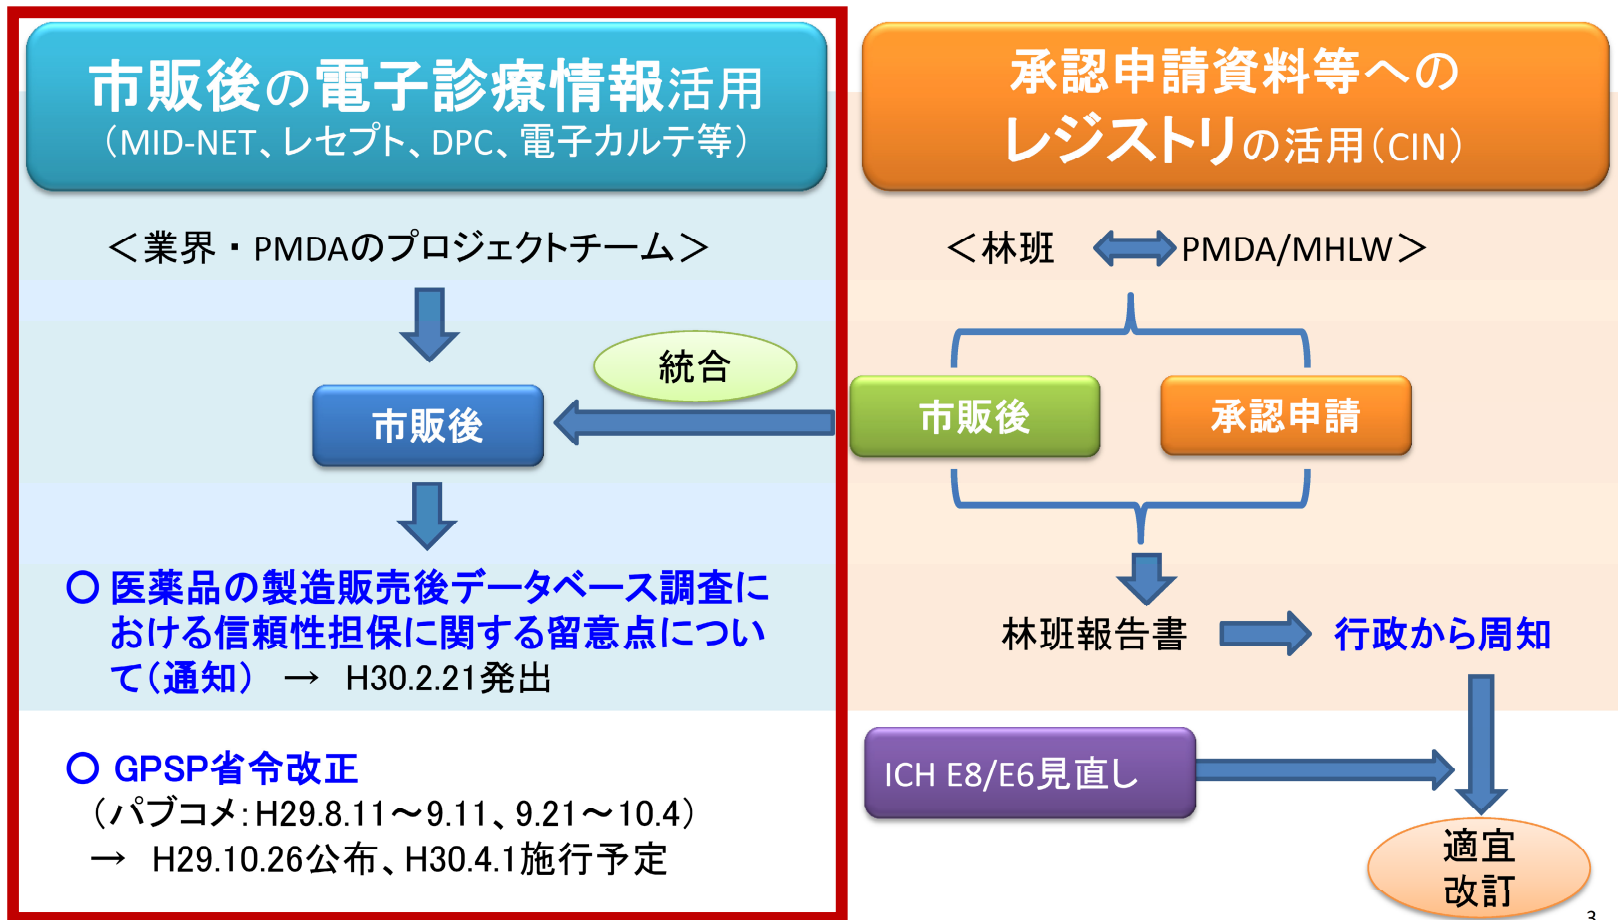 市販後の電子診療情報活用
（MID-NET、レセプト、DPC、電子カルテ等）
＜業界・PMDAのプロジェクトチーム＞
統合
市販後
○ 医薬品の製造販売後データベース調査に
おける信頼性担保に関する留意点につい
て（通知） → H30.2.21発出
○ GPSP省令改正
（パブコメ：H29.8.11～9.11、9.21～10.4）
→ H29.10.26公布、H30.4.1施行予定
承認申請資料等への
レジストリの活用（CIN）
＜林班 PMDA/MHLW＞
市販後
承認申請
林班報告書
行政から周知
ICH E8/E6見直し
適宜
改訂
3